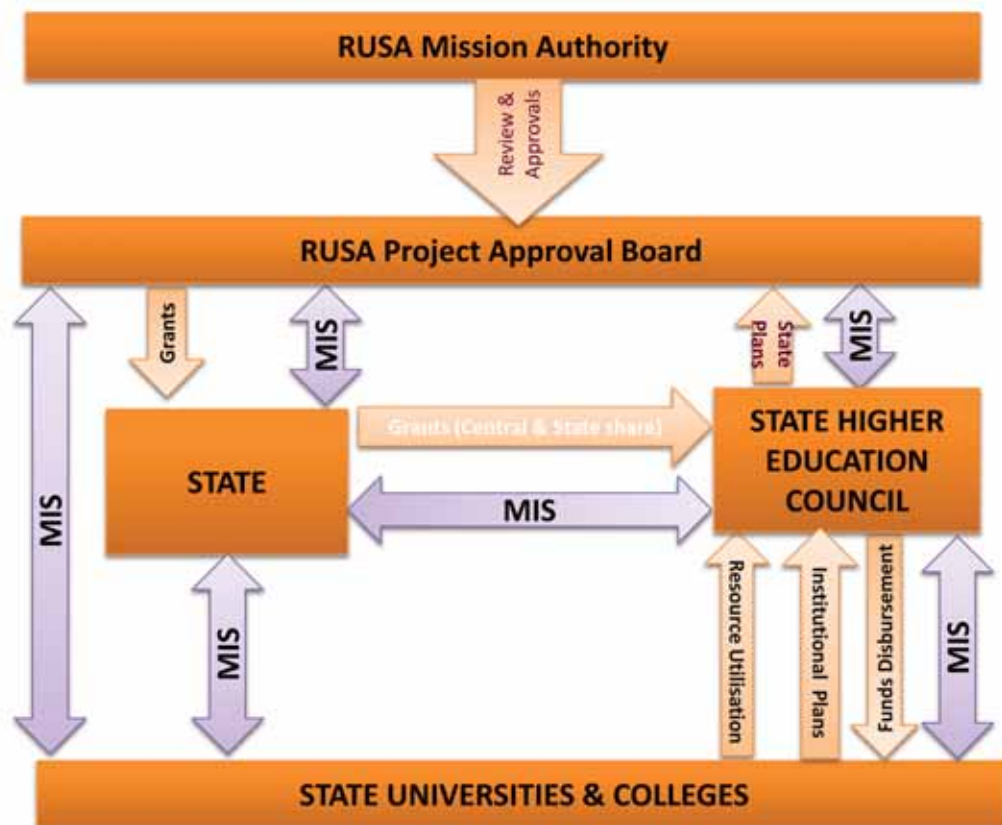 RUSA Mission Authority
Review &
Approvals
RUSA Project Approval Board
Grants
MIS
State
Plans
MIS
MIS
STATE
Grants (Central & State share)
MIS
STATE HIGHER
EDUCATION
COUNCIL
MIS
Resource Utilisation
Institutional Plans
Funds Disbursement
MIS
STATE UNIVERSITIES & COLLEGES